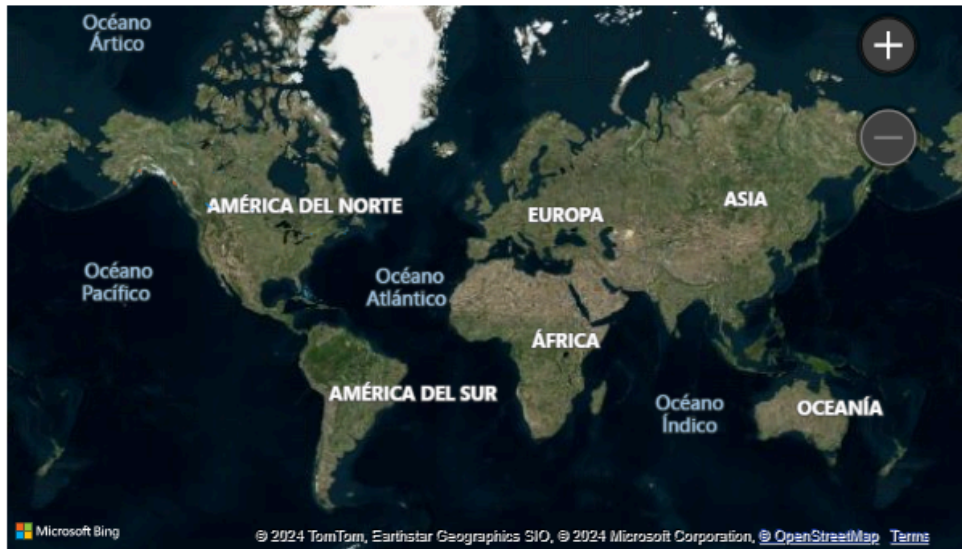 Océano
Ártico
+
−
AMÉRICA DEL NORTE
EUROPA
ASIA
Océano
Pacífico
Océano
Atlántico
ÁFRICA
AMÉRICA DEL SUR
Océano
Índico
OCEANÍA
Microsoft Bing
© 2024 TomTom, Earthstar Geographics SIO, © 2024 Microsoft Corporation, © OpenStreetMap Terms